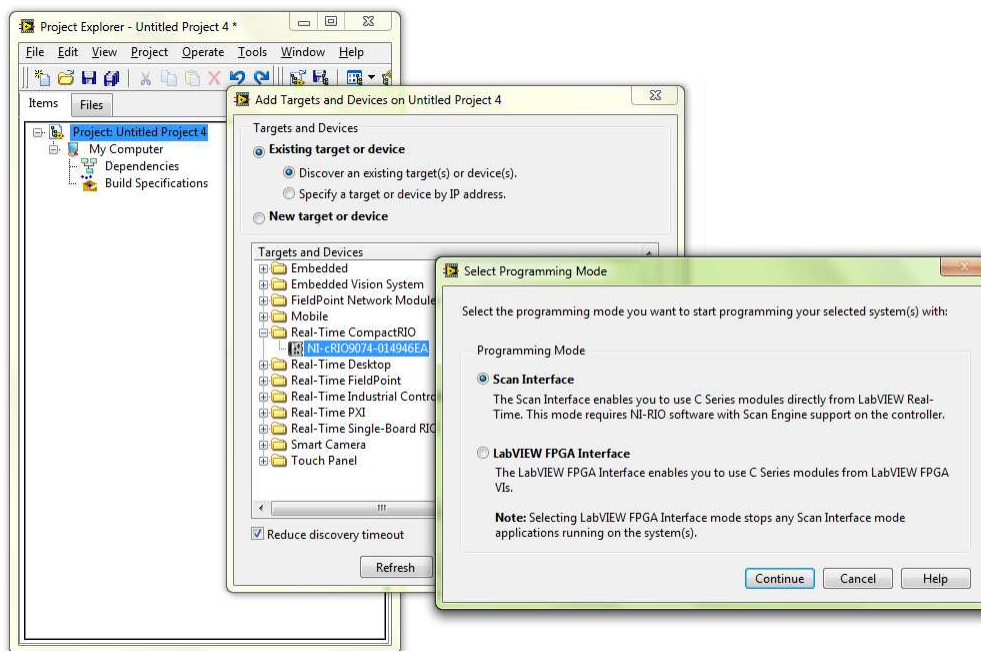 Project Explorer - Untitled Project 4 *
File Edit View Project Operate Tools Window Help
Items Files
Project: Untitled Project 4
My Computer
Dependencies
Build Specifications
Add Targets and Devices on Untitled Project 4
Targets and Devices
Existing target or device
Discover an existing target(s) or device(s).
Specify a target or device by IP address.
New target or device
Targets and Devices
Embedded
Embedded Vision System
FieldPoint Network Module
Mobile
Real-Time CompactRIO
NI-cRIO9074-014946EA
Real-Time Desktop
Real-Time FieldPoint
Real-Time Industrial Contro
Real-Time PXI
Real-Time Single-Board RIO
Smart Camera
Touch Panel
Reduce discovery timeout
Refresh
Select Programming Mode
Select the programming mode you want to start programming your selected system(s) with:
Programming Mode
Scan Interface
The Scan Interface enables you to use C Series modules directly from LabVIEW Real-
Time. This mode requires NI-RIO software with Scan Engine support on the controller.
LabVIEW FPGA Interface
The LabVIEW FPGA Interface enables you to use C Series modules from LabVIEW FPGA
VIs.
Note: Selecting LabVIEW FPGA Interface mode stops any Scan Interface mode
applications running on the system(s).
Continue Cancel Help